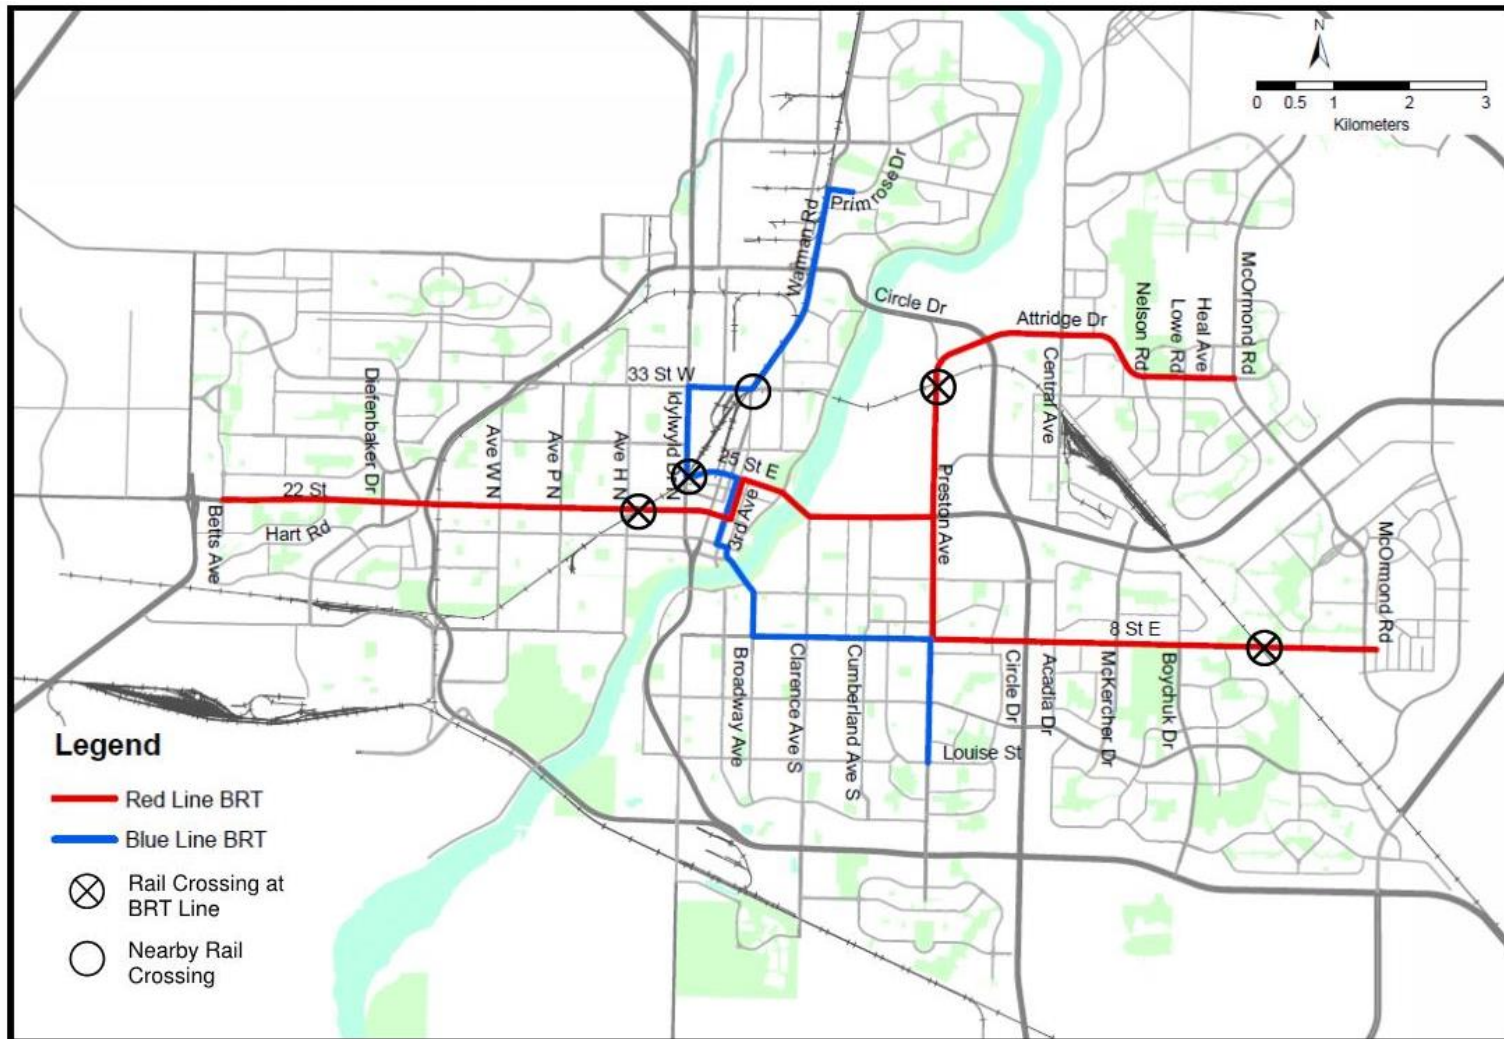 N
0 0.5 1 2 3
Kilometers
Primrose Dr
Wanman Rd
Circle Dr
Attridge Dr
McOrmond Rd
Nelson Rd
Lowe Rd
Heal Ave
Central Ave
33 St W
Idylwyld Dr N
Diefenbaker Dr
Ave W N
Ave P N
Ave H N
25 St E
3rd Ave
Preston Ave
22 St
Hart Rd
Betts Ave
McOrmond Rd
8 St E
Broadway Ave
Clarence Ave S
Cumberland Ave S
Circle Dr
Acadia Dr
McKercher Dr
Boychuk Dr
Louise St
Legend
Red Line BRT
Blue Line BRT
Rail Crossing at
BRT Line
Nearby Rail
Crossing